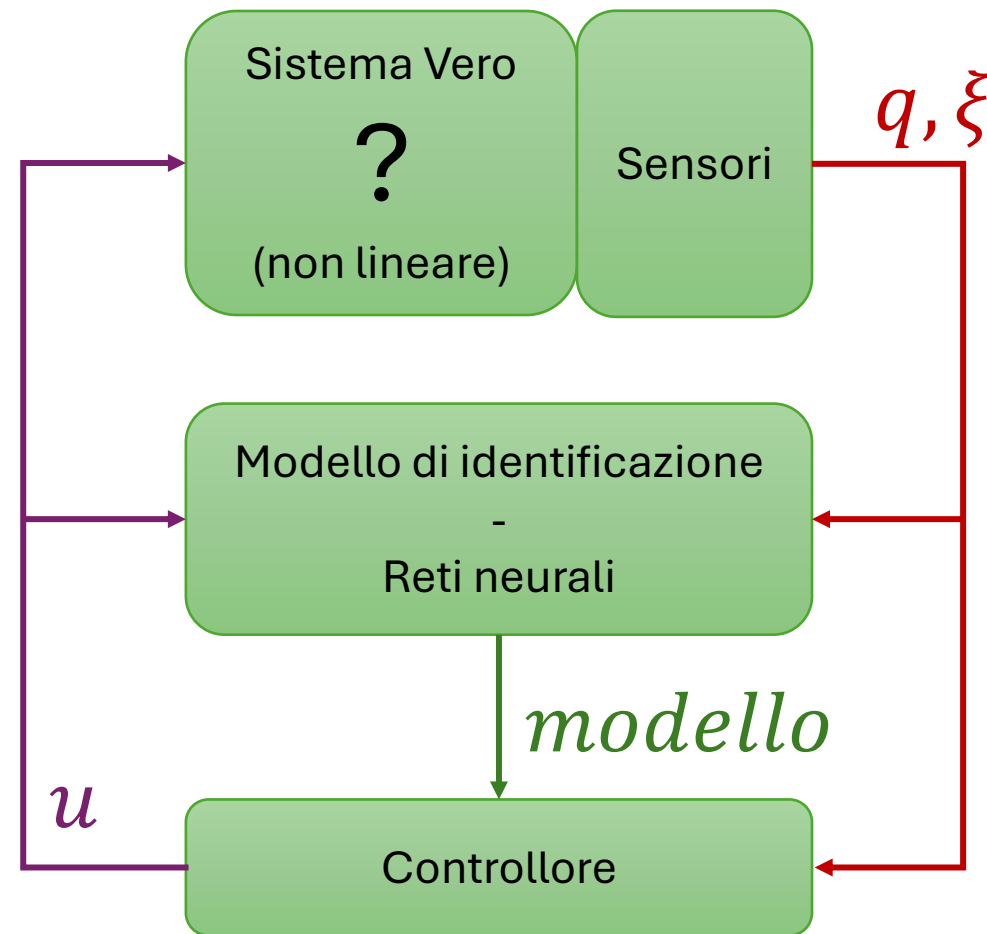 Sistema Vero
?
(non lineare)
Sensori
q, ξ
Modello di identificazione
-
Reti neurali
modello
u
Controllore